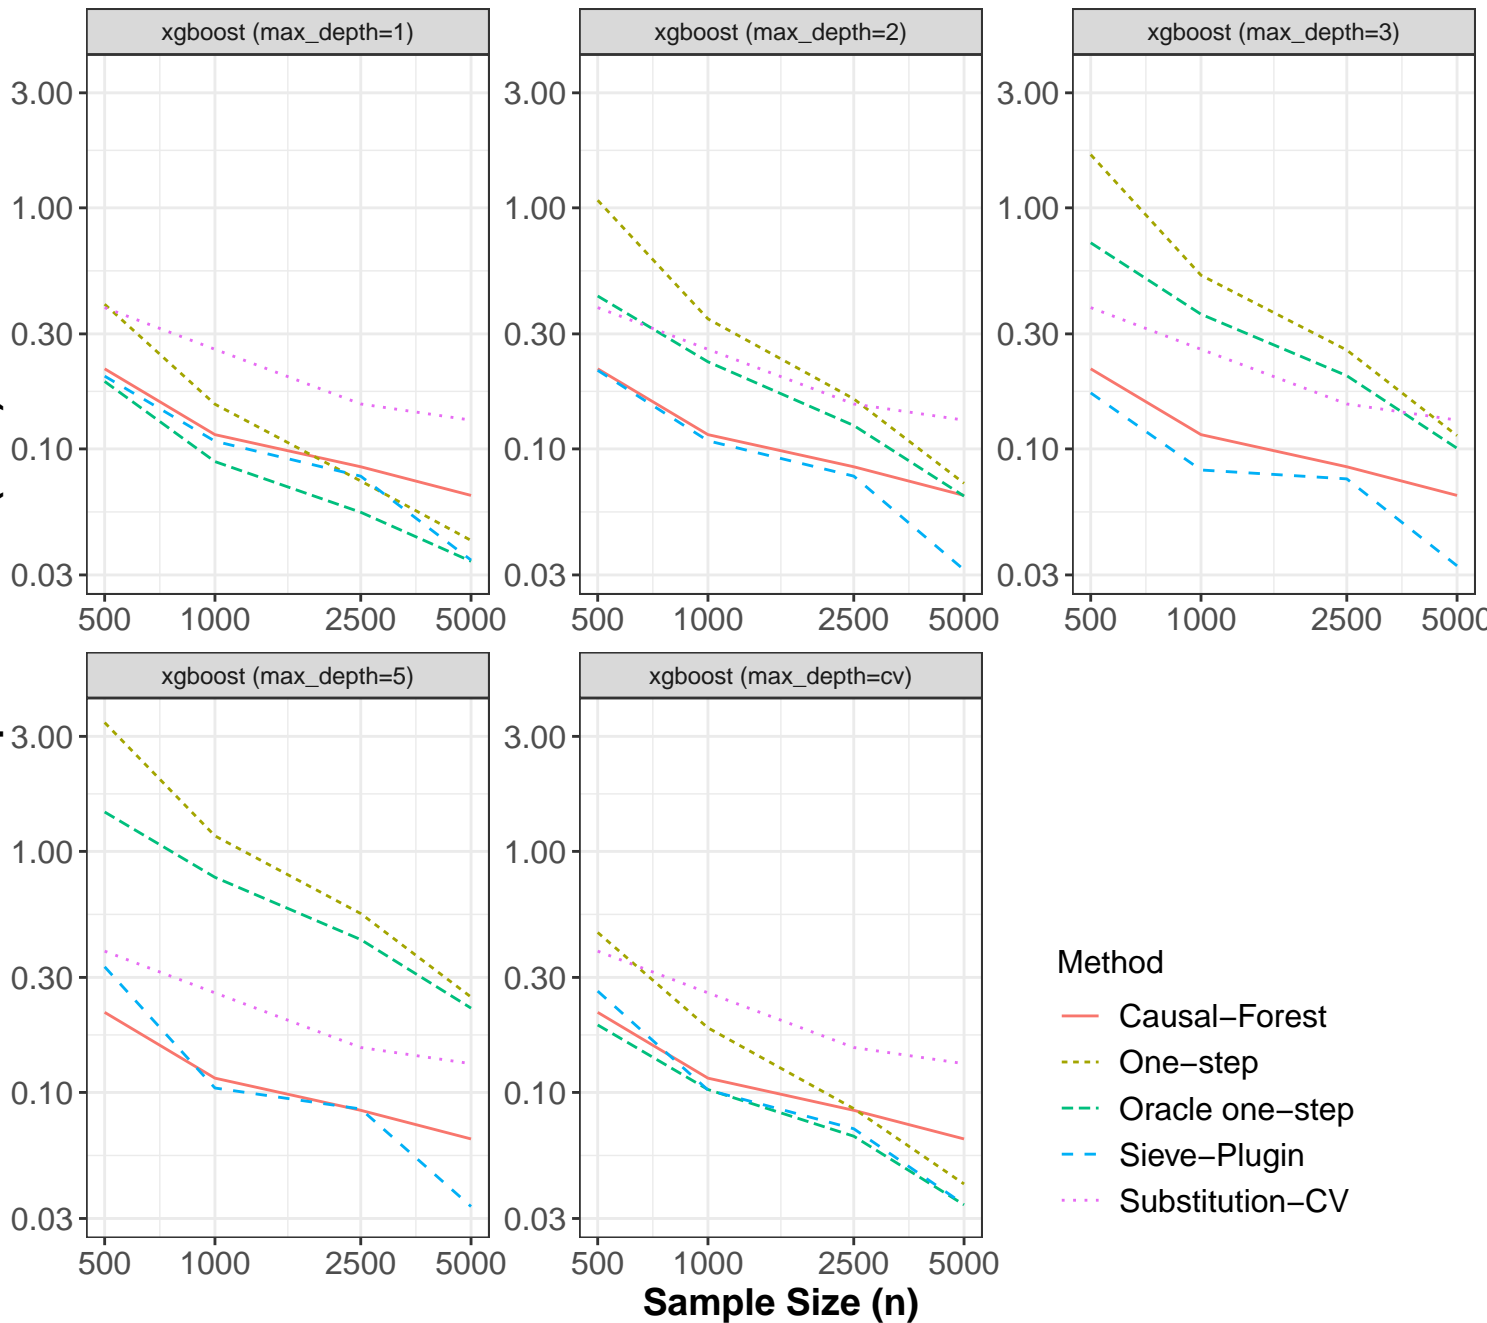 xgboost (max_depth=1)
xgboost (max_depth=2)
xgboost (max_depth=3)
3.00
1.00
0.30
0.10
0.03
3.00
1.00
0.30
0.10
0.03
3.00
1.00
0.30
0.10
0.03
500 1000 2500 5000
500 1000 2500 5000
500 1000 2500 5000
xgboost (max_depth=5)
xgboost (max_depth=cv)
3.00
1.00
0.30
0.10
0.03
3.00
1.00
0.30
0.10
0.03
500 1000 2500 5000
500 1000 2500 5000
Sample Size (n)
Method
Causal−Forest
One−step
Oracle one−step
Sieve−Plugin
Substitution−CV